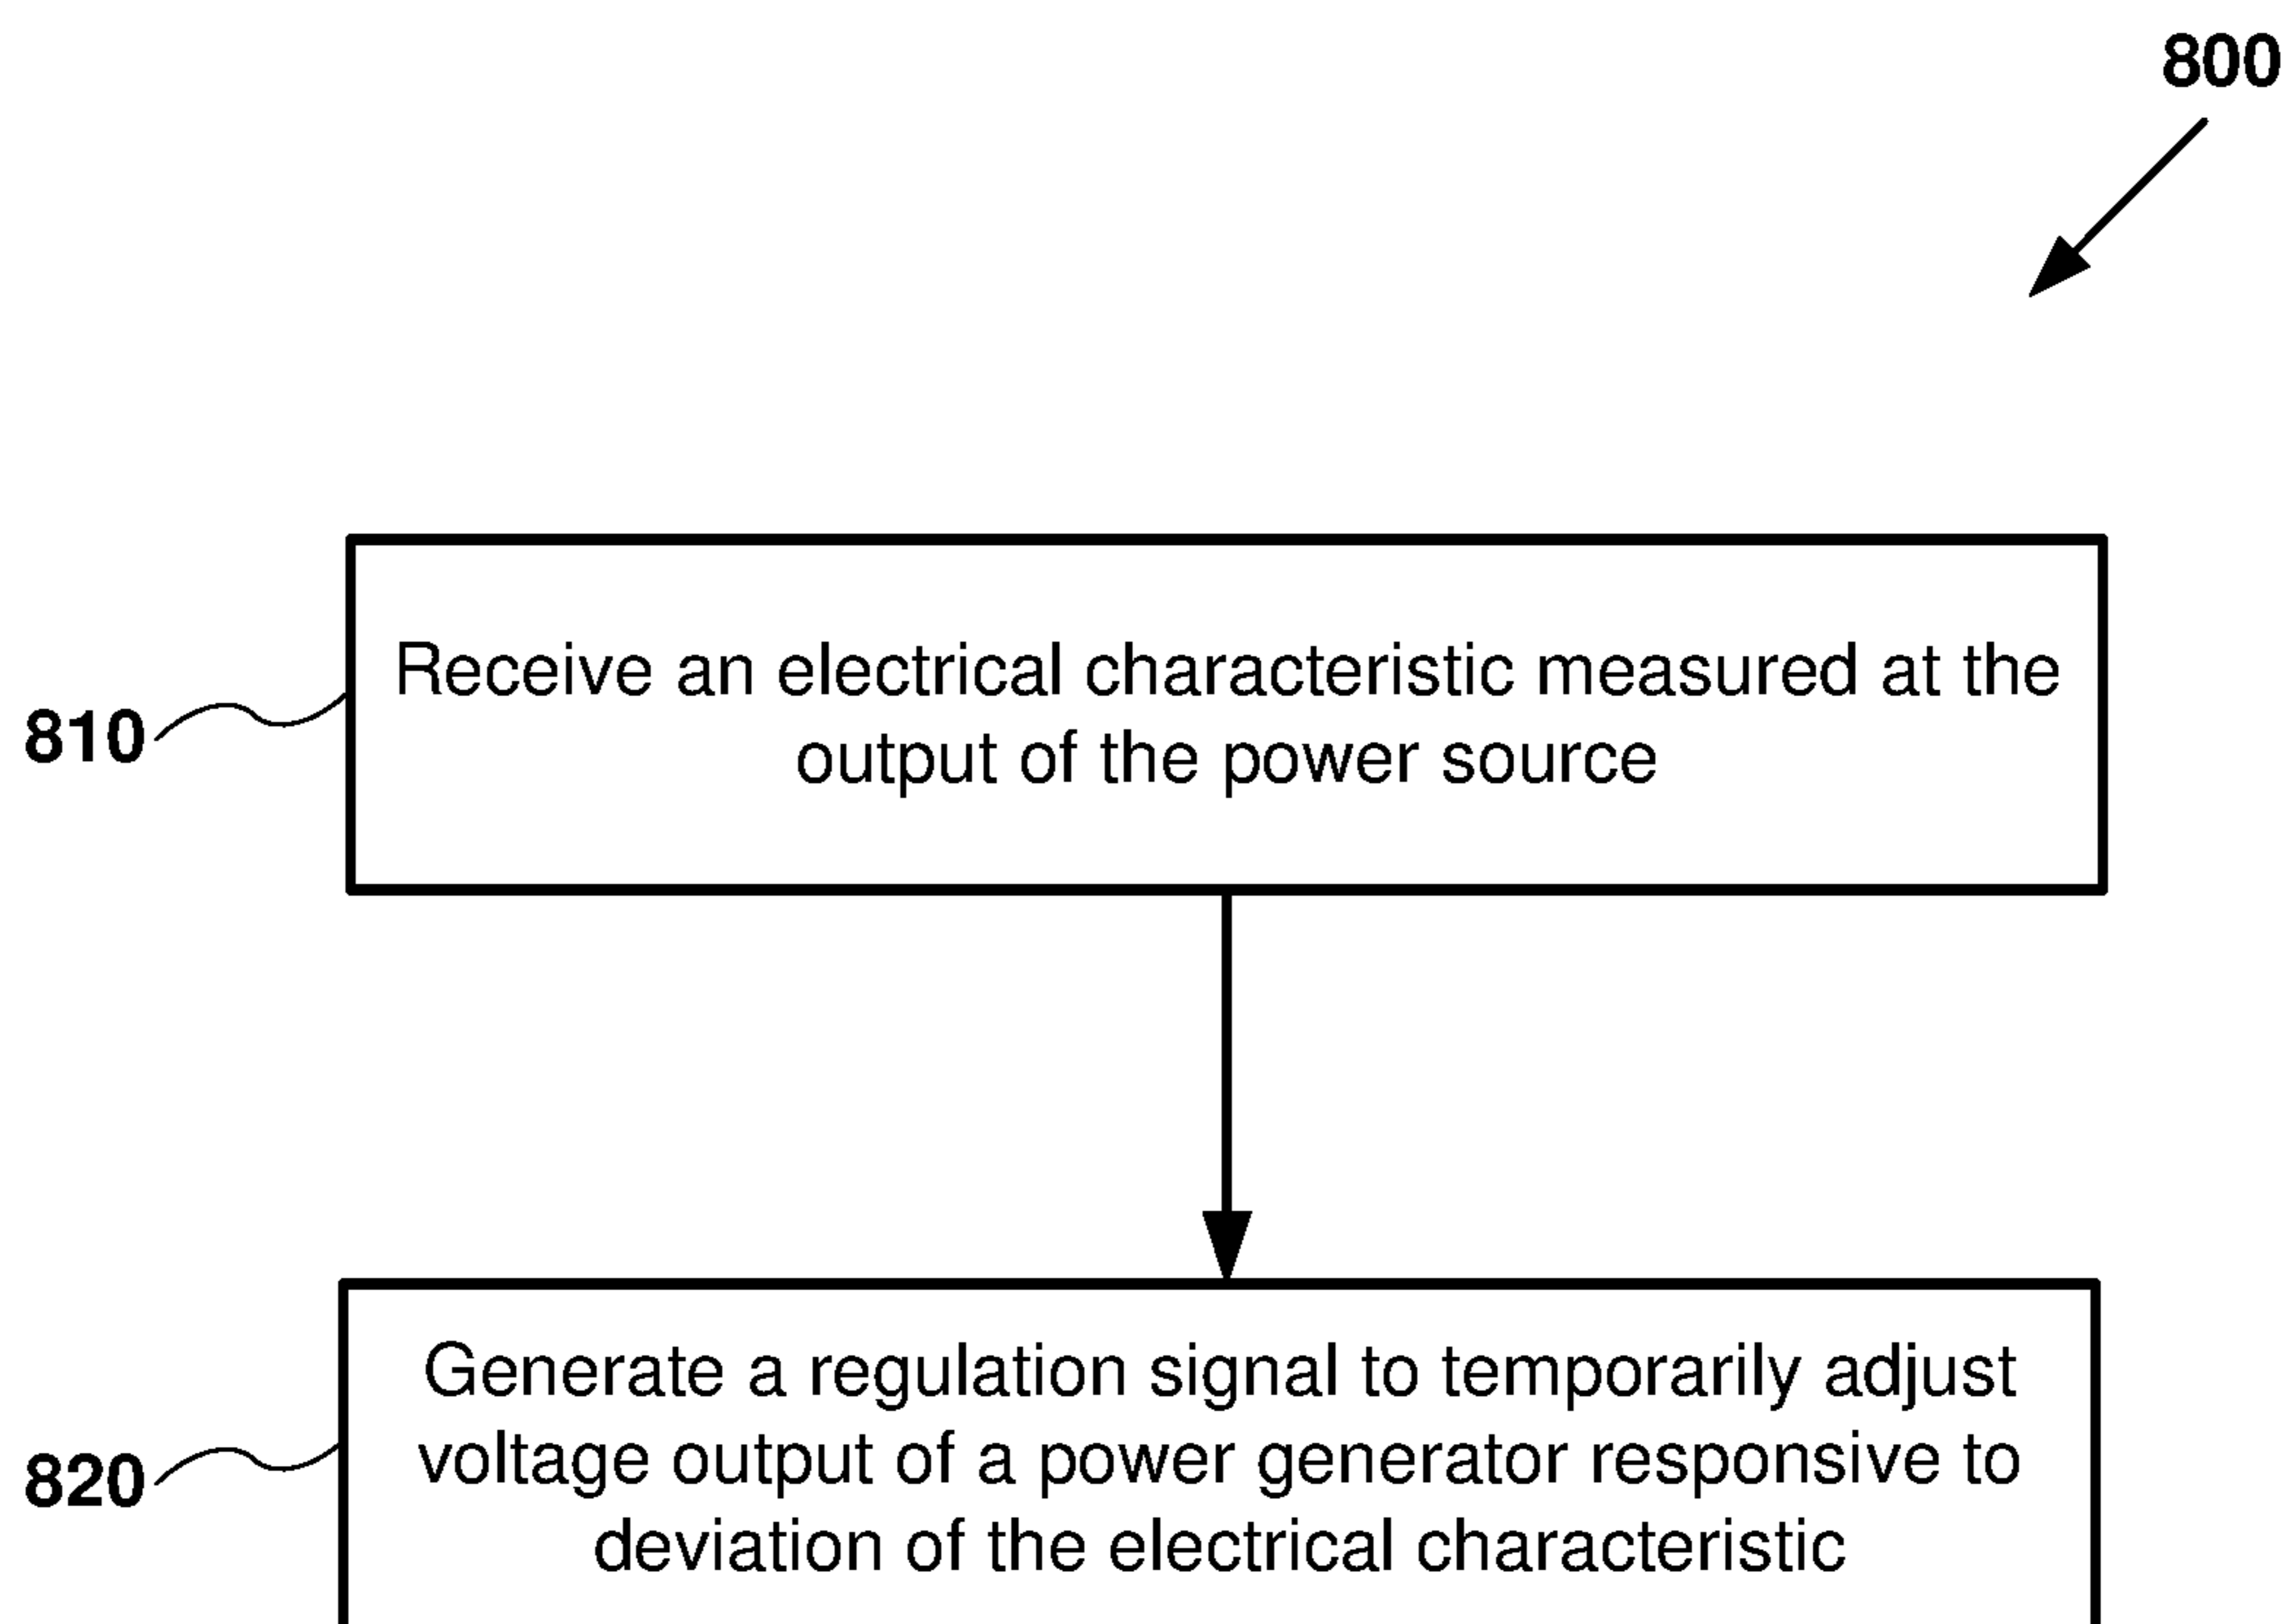 800
Receive an electrical characteristic measured at the
output of the power source
810
Generate a regulation signal to temporarily adjust
voltage output of a power generator responsive to
deviation of the electrical characteristic
820